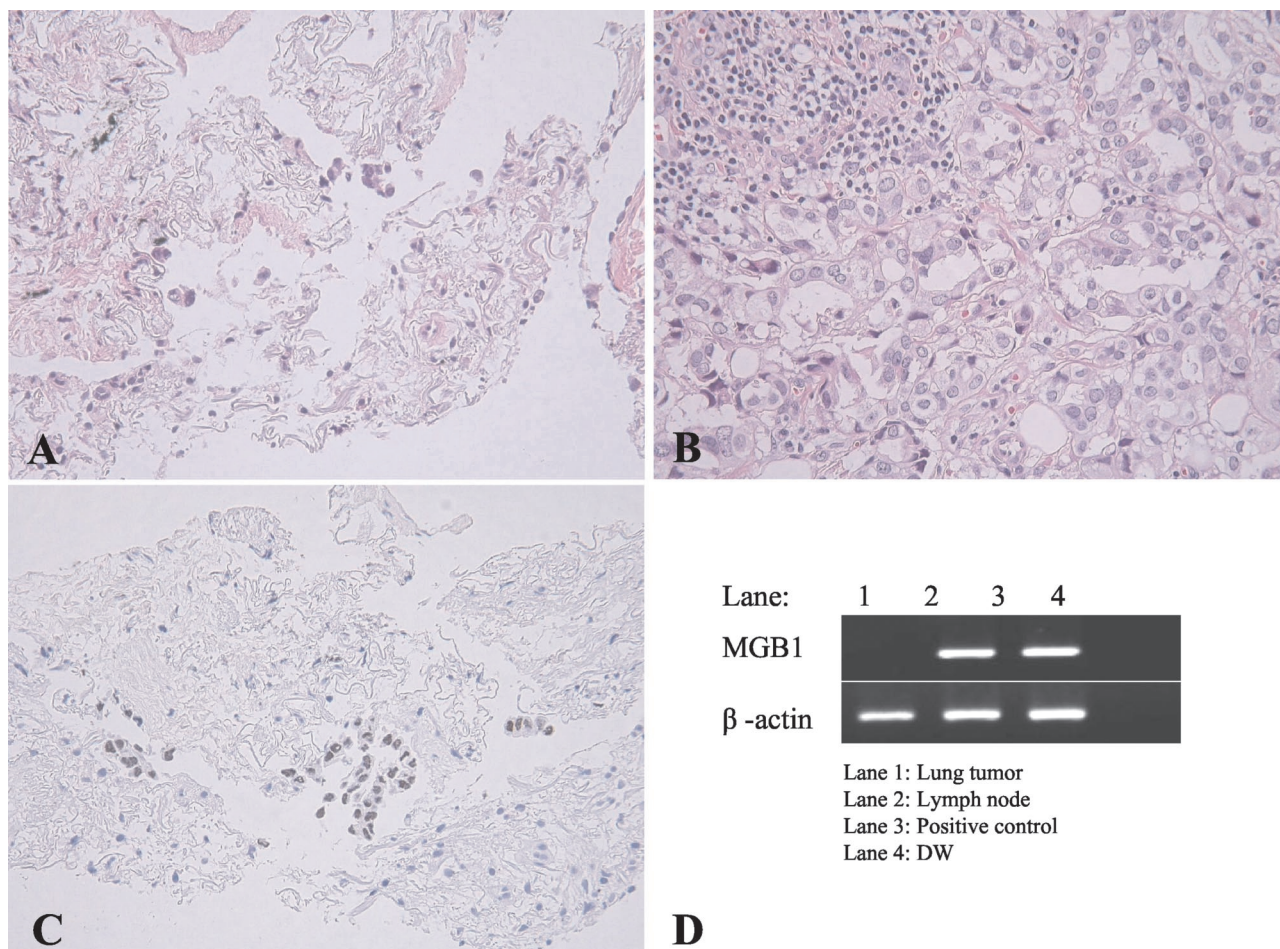 A
B
C
Lane: 1 2 3 4
MGB1
β -actin
Lane 1: Lung tumor
Lane 2: Lymph node
Lane 3: Positive control
Lane 4: DW
D